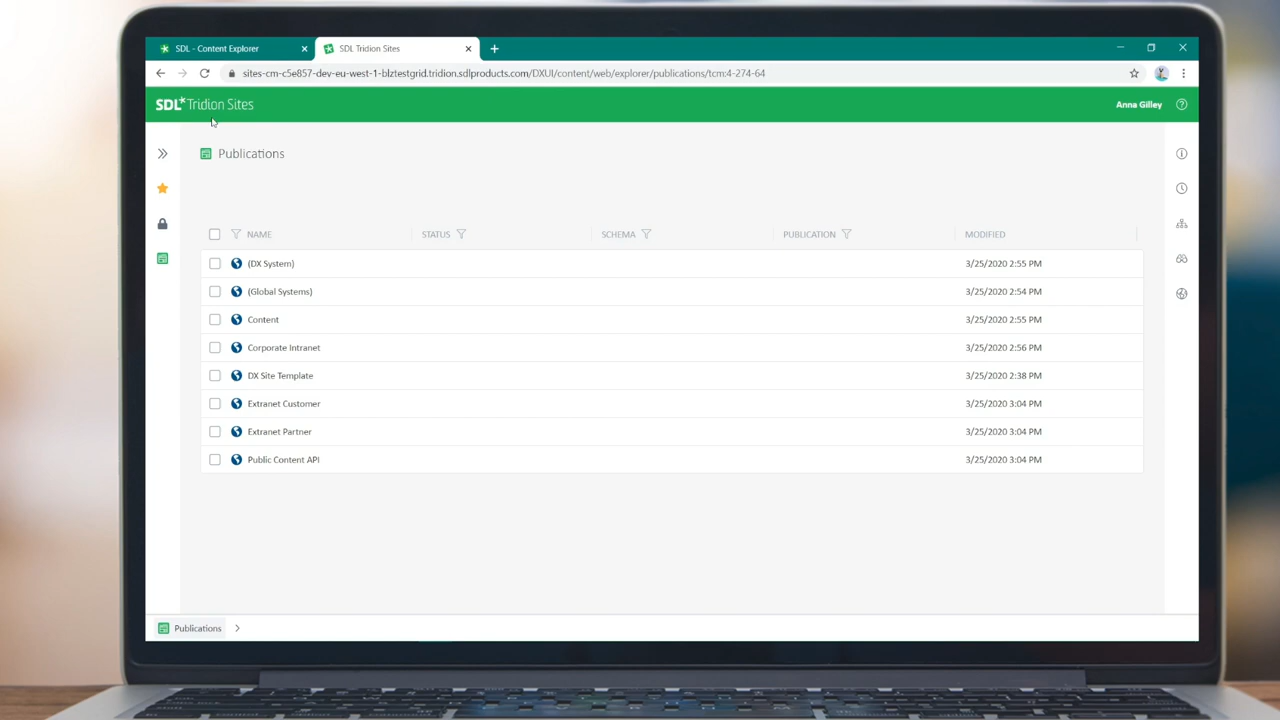 SDL - Content Explorer
SDL Tridion Sites
sites-cm-c5e857-dev-eu-west-1-blztestgrid.tridion.sdlproducts.com/DXUI/content/web/explorer/publications/tcm:4-274-64
SDL* Tridion Sites
Anna Gilley
Publications
NAME STATUS SCHEMA PUBLICATION MODIFIED
(DX System) 3/25/2020 2:55 PM
(Global Systems) 3/25/2020 2:54 PM
Content 3/25/2020 2:55 PM
Corporate Intranet 3/25/2020 2:56 PM
DX Site Template 3/25/2020 2:38 PM
Extranet Customer 3/25/2020 3:04 PM
Extranet Partner 3/25/2020 3:04 PM
Public Content API 3/25/2020 3:04 PM
Publications